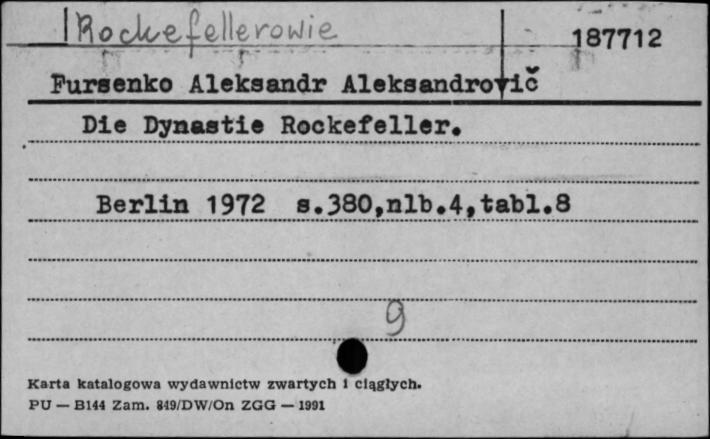 Rockefellerowie
187712
Fursenko Aleksandr Aleksandrovič
Die Dynastie Rockefeller.
Berlin 1972 s.380,nlb.4,tabl.8
9
Karta katalogowa wydawnictw zwartych i ciągłych.
PU — B144 Zam. 849/DW/On ZGG — 1991